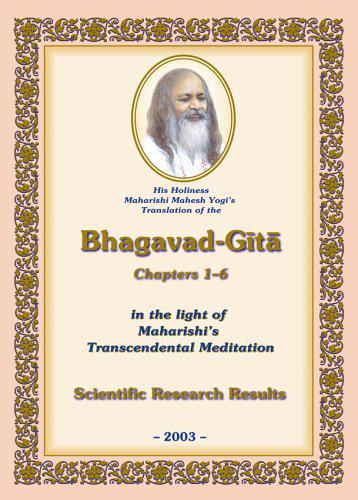 His Holiness
Maharishi Mahesh Yogi's
Translation of the
Bhagavad-Gītā
Chapters 1–6
in the light of
Maharishi's
Transcendental Meditation
Scientific Research Results
– 2003 –